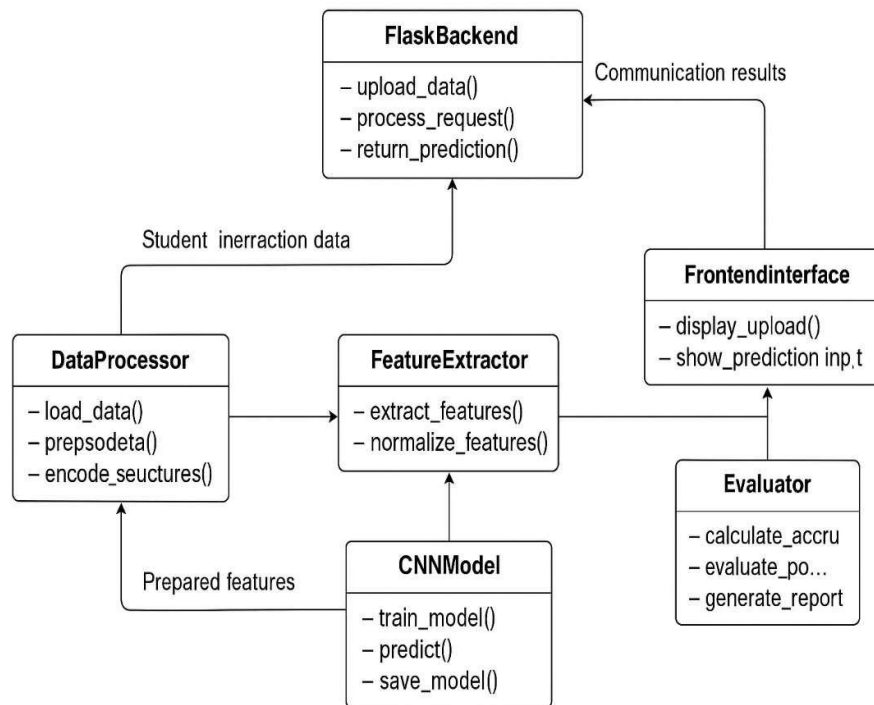 FlaskBackend
– upload_data()
– process_request()
– return_prediction()
Communication results
Student inerraction data
Frontendinterface
– display_upload()
– show_prediction inp,t
DataProcessor
– load_data()
– prepsodeta()
– encode_seuctures()
FeatureExtractor
– extract_features()
– normalize_features()
Evaluator
– calculate_accru
– evaluate_po...
– generate_report
Prepared features
CNNModel
– train_model()
– predict()
– save_model()